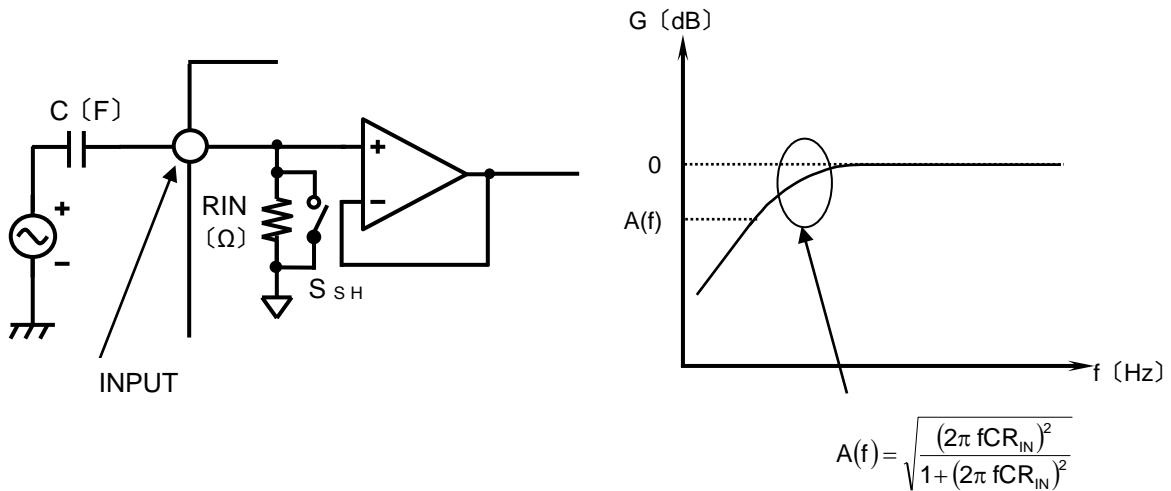 C〔F〕
+
−
INPUT
RIN
〔Ω〕
S SH
+
−
G〔dB〕
0
A(f)
f〔Hz〕
A(f) = √((2π fCR_IN)² / (1 + (2π fCR_IN)²))